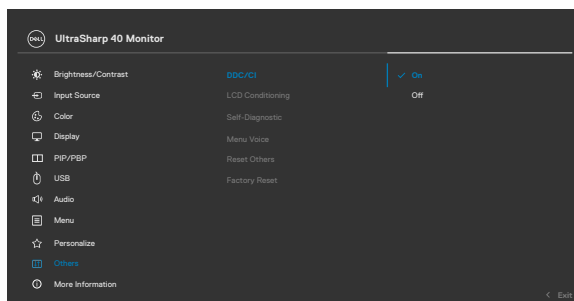 DELL UltraSharp 40 Monitor
Brightness/Contrast DDC/CI ✓ On
Input Source LCD Conditioning Off
Color Self-Diagnostic
Display Menu Voice
PIP/PBP Reset Others
USB Factory Reset
Audio
Menu
Personalize
Others
More Information
< Exit